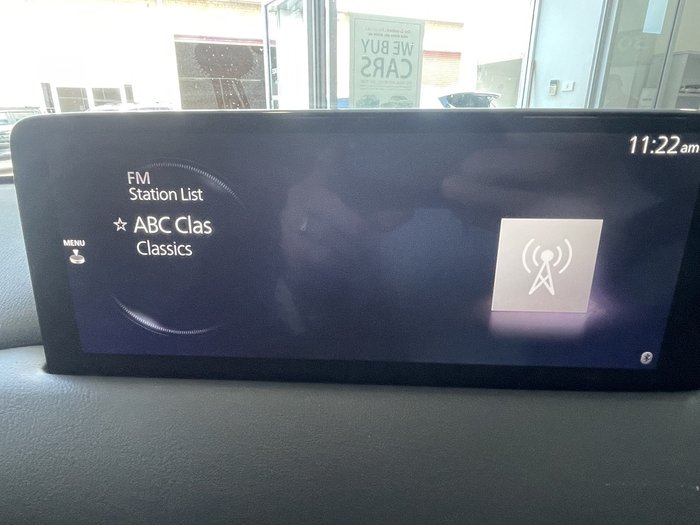 WE BUY
CARS
11:22am
FM
Station List
☆ ABC Clas
Classics
MENU